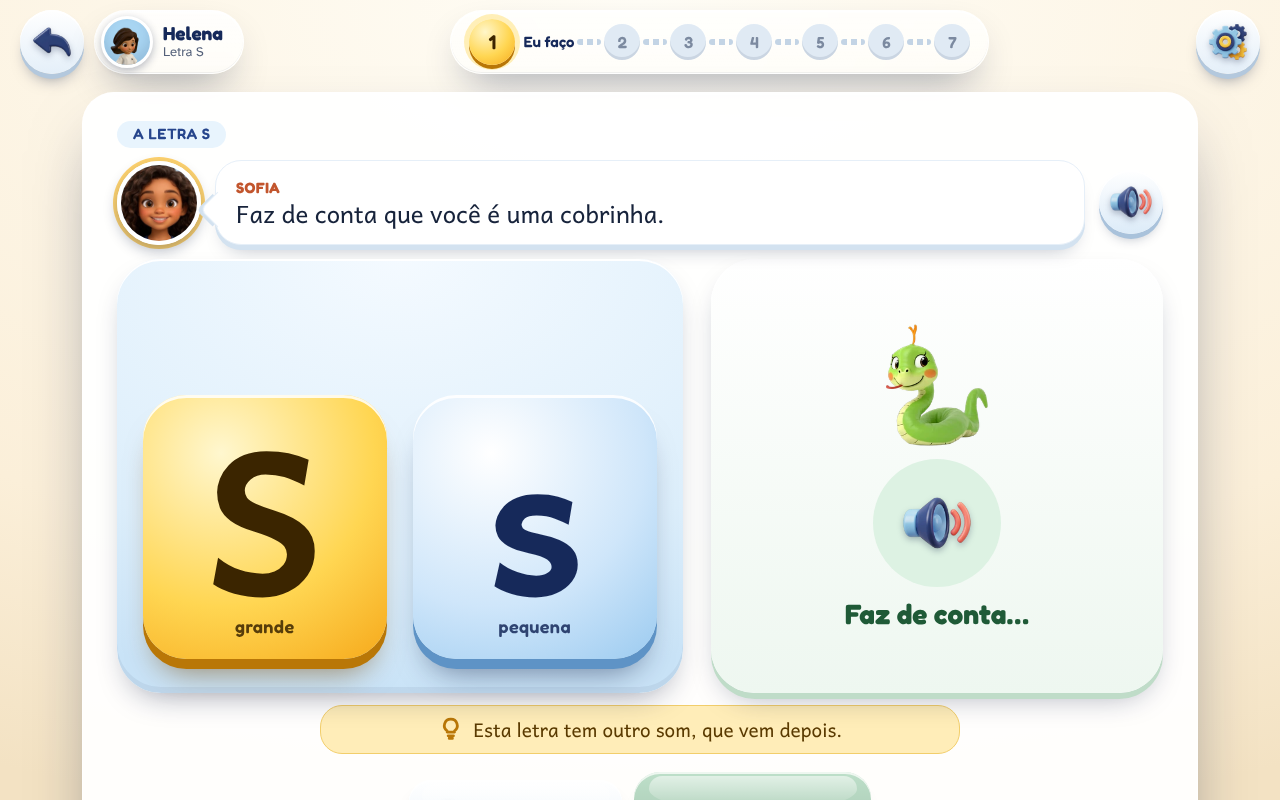 Helena
Letra S
1 Eu faço 2 3 4 5 6 7
A LETRA S
SOFIA
Faz de conta que você é uma cobrinha.
S
grande
s
pequena
Faz de conta...
Esta letra tem outro som, que vem depois.